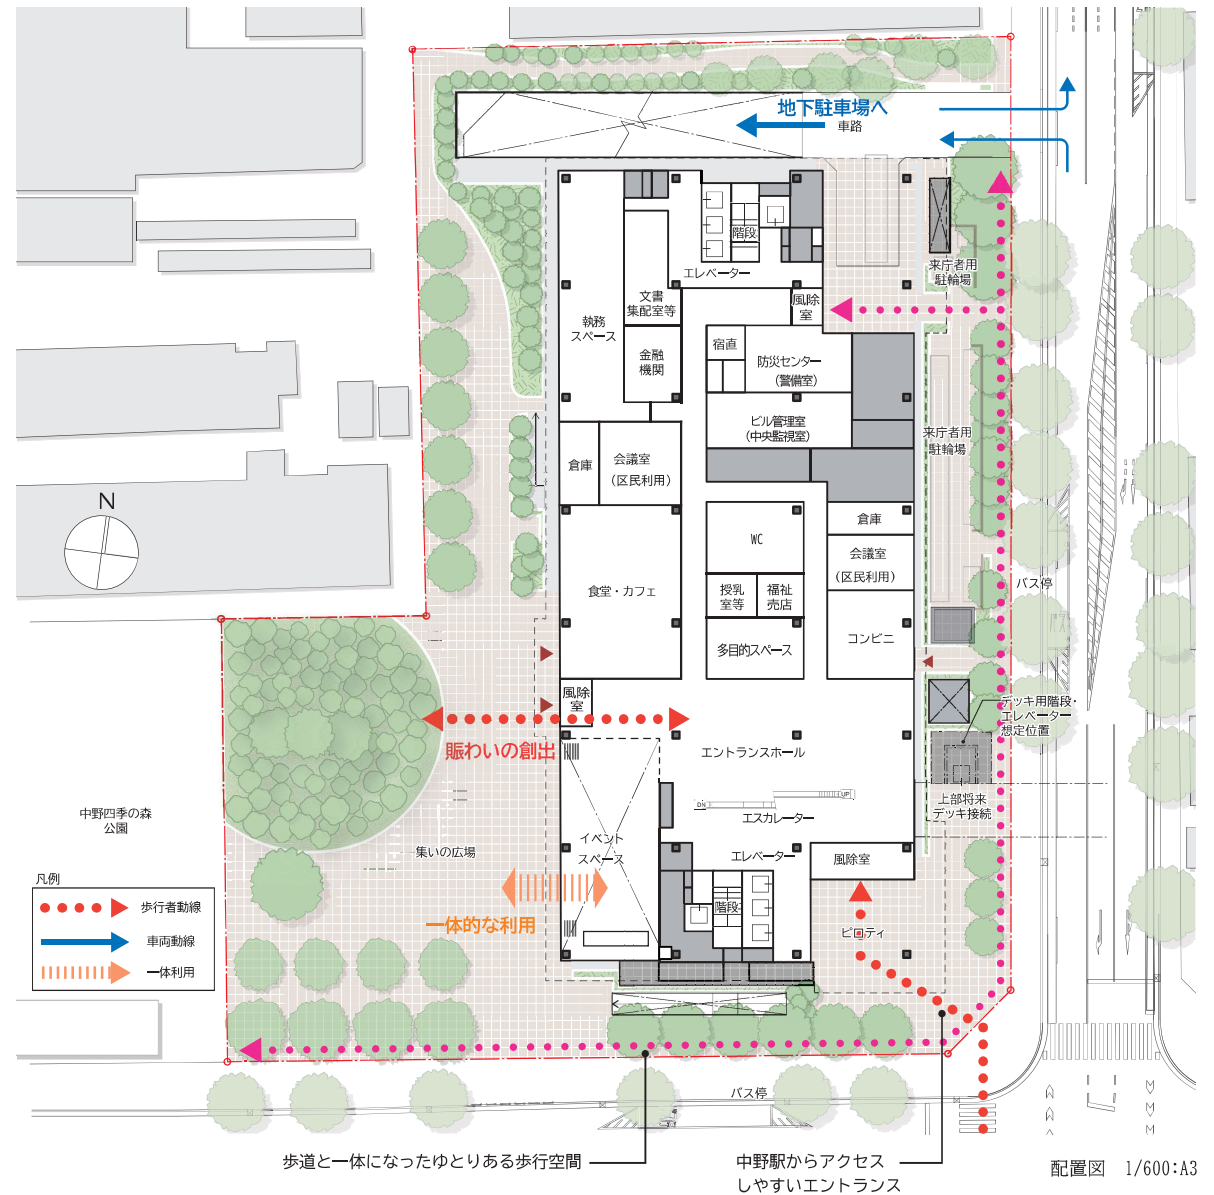 地下駐車場へ
車路
階段
エレベーター
来庁者用
駐輪場
文書
集配室等
風除
室
執務
スペース
宿直
金融
機関
防災センター
(警備室)
ビル管理室
(中央監視室)
来庁者用
駐輪場
倉庫
会議室
(区民利用)
N
倉庫
WC
会議室
(区民利用)
食堂・カフェ
授乳
室等
福祉
売店
バス停
コンビニ
多目的スペース
風除
室
デッキ用階段・
エレベーター
想定位置
賑わいの創出
エントランスホール
UP
DN
上部将来
デッキ接続
中野四季の森
公園
エスカレーター
イベント
スペース
集いの広場
エレベーター
風除室
凡例
歩行者動線
車両動線
一体利用
階段
一体的な利用
ピロティ
バス停
歩道と一体になったゆとりある歩行空間
中野駅からアクセス
しやすいエントランス
配置図 1/600:A3